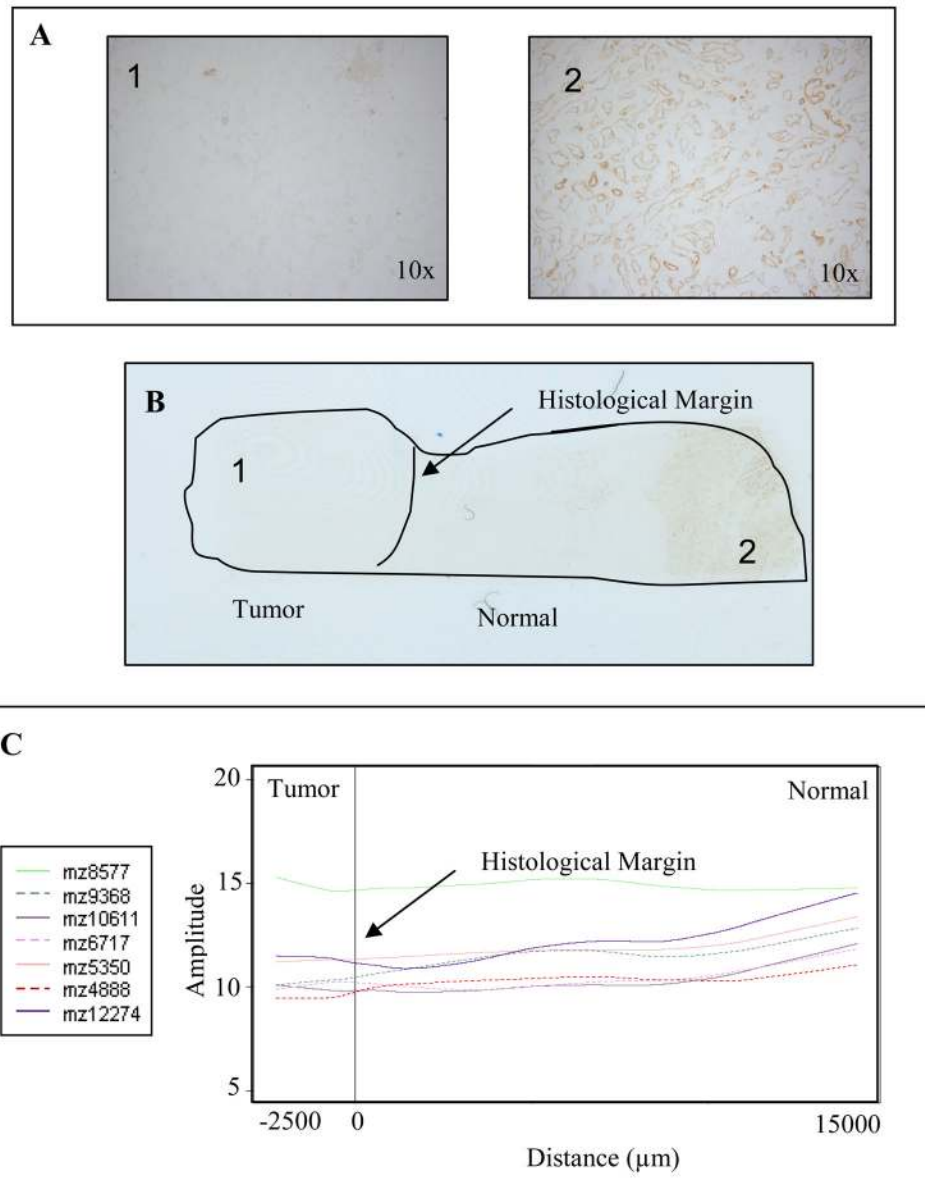 A
1
10x
2
10x
B
Histological Margin
1
2
Tumor
Normal
C
mz8577
mz9368
mz10611
mz6717
mz5350
mz4888
mz12274
Amplitude
20
15
10
5
Tumor
Normal
Histological Margin
-2500
0
15000
Distance (µm)